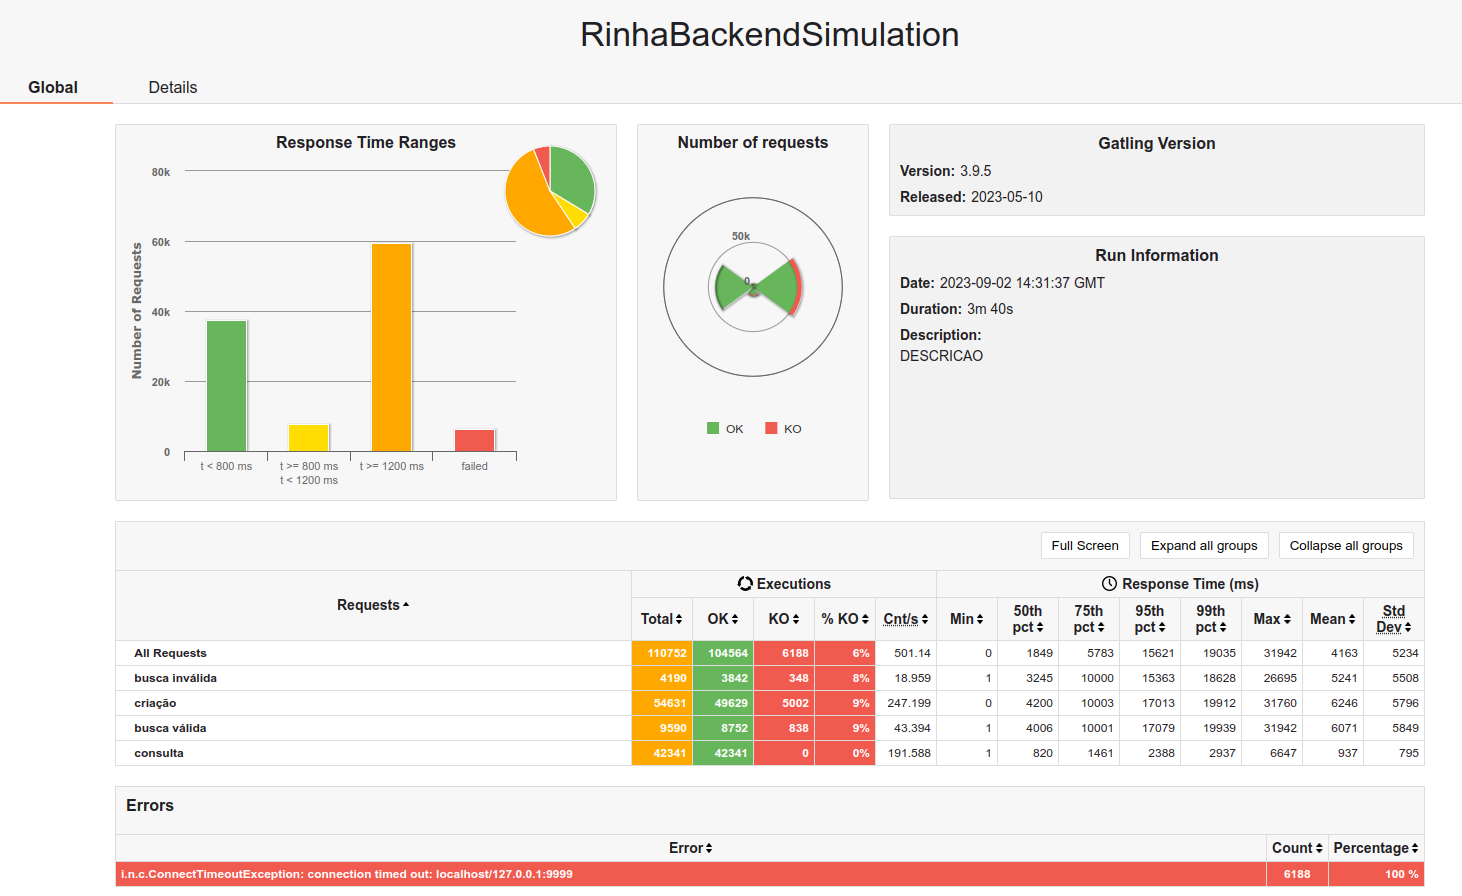 RinhaBackendSimulation
Global
Details
Response Time Ranges
80k
60k
40k
20k
0
Number of Requests
t < 800 ms
t >= 800 ms
t < 1200 ms
t >= 1200 ms
failed
Number of requests
50k
0
OK
KO
Gatling Version
Version: 3.9.5
Released: 2023-05-10
Run Information
Date: 2023-09-02 14:31:37 GMT
Duration: 3m 40s
Description:
DESCRICAO
Full Screen
Expand all groups
Collapse all groups
Requests
Executions
Response Time (ms)
Total OK KO % KO Cnt/s Min 50th pct 75th pct 95th pct 99th pct Max Mean Std Dev
All Requests 110752 104564 6188 6% 501.14 0 1849 5783 15621 19035 31942 4163 5234
busca inválida 4190 3842 348 8% 18.959 1 3245 10000 15363 18628 26695 5241 5508
criação 54631 49629 5002 9% 247.199 0 4200 10003 17013 19912 31760 6246 5796
busca válida 9590 8752 838 9% 43.394 1 4006 10001 17079 19939 31942 6071 5849
consulta 42341 42341 0 0% 191.588 1 820 1461 2388 2937 6647 937 795
Errors
Error Count Percentage
i.n.c.ConnectTimeoutException: connection timed out: localhost/127.0.0.1:9999 6188 100 %